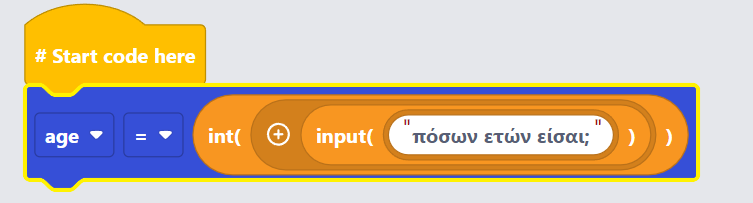 # Start code here
age = int( input( "πόσων ετών είσαι; " ) )